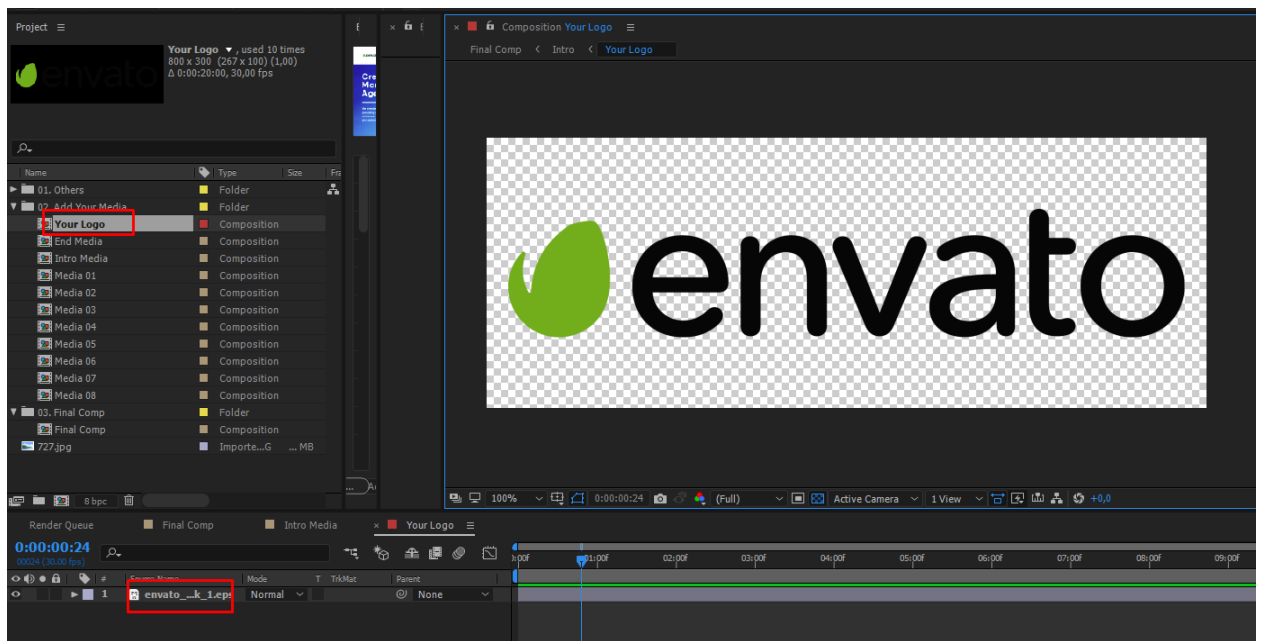 Project
Your Logo , used 10 times
800 x 300 (267 x 100) (1,00)
Δ 0:00:20:00, 30,00 fps
envato
Name Type Size
01. Others Folder
02. Add Your Media Folder
Your Logo Composition
End Media Composition
Intro Media Composition
Media 01 Composition
Media 02 Composition
Media 03 Composition
Media 04 Composition
Media 05 Composition
Media 06 Composition
Media 07 Composition
Media 08 Composition
03. Final Comp Folder
Final Comp Composition
727.jpg Importe...G ... MB
8 bpc
Composition Your Logo
Final Comp Intro Your Logo
envato
100% 0:00:00:24 (Full) Active Camera 1 View +0,0
Render Queue Final Comp Intro Media Your Logo
0:00:00:24
00024 (30.00 fps)
01:00f 02:00f 03:00f 04:00f 05:00f 06:00f 07:00f 08:00f 09:00f
# Source Name Mode T TrkMat Parent
1 envato_...k_1.eps Normal None